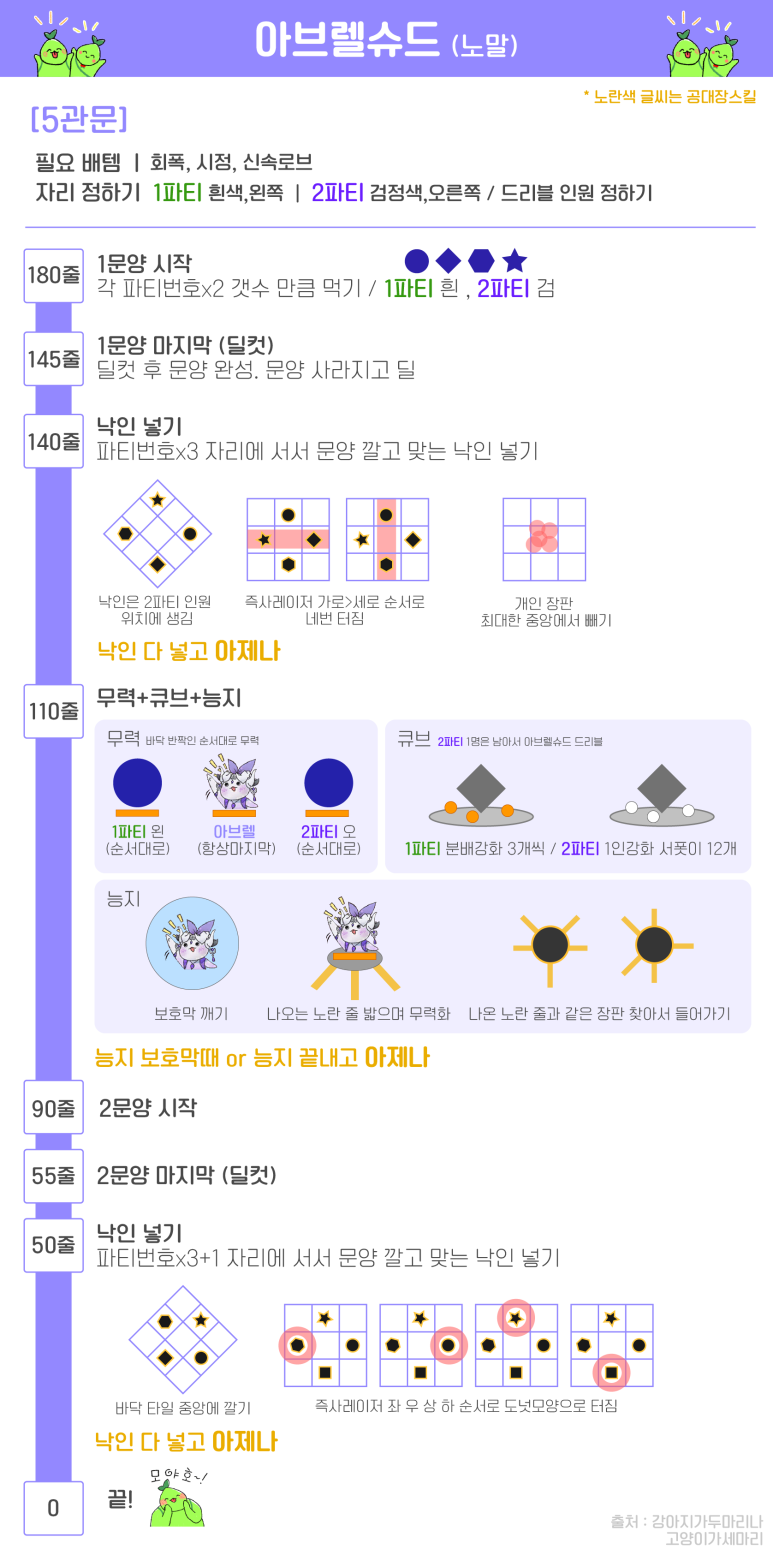 아브렐슈드 (노말)
* 노란색 글씨는 공대장스킬
[5관문]
필요 배템 | 회폭, 시정, 신속로브
자리 정하기 1파티 흰색,왼쪽 | 2파티 검정색,오른쪽 / 드리블 인원 정하기
180줄
1문양 시작
각 파티번호x2 갯수 만큼 먹기 / 1파티 흰 , 2파티 검
145줄
1문양 마지막 (딜컷)
딜컷 후 문양 완성. 문양 사라지고 딜
140줄
낙인 넣기
파티번호x3 자리에 서서 문양 깔고 맞는 낙인 넣기
낙인은 2파티 인원
위치에 생김
즉사레이저 가로>세로 순서로
네번 터짐
개인 장판
최대한 중앙에서 빼기
낙인 다 넣고 아제나
110줄
무력+큐브+능지
무력 바닥 반짝인 순서대로 무력
1파티 왼
(순서대로)
아브렐
(항상마지막)
2파티 오
(순서대로)
큐브 2파티 1명은 남아서 아브렐슈드 드리블
1파티 분배강화 3개씩 / 2파티 1인강화 서폿이 12개
능지
보호막 깨기
나오는 노란 줄 밟으며 무력화
나온 노란 줄과 같은 장판 찾아서 들어가기
능지 보호막때 or 능지 끝내고 아제나
90줄
2문양 시작
55줄
2문양 마지막 (딜컷)
50줄
낙인 넣기
파티번호x3+1 자리에 서서 문양 깔고 맞는 낙인 넣기
바닥 타일 중앙에 깔기
즉사레이저 좌 우 상 하 순서로 도넛모양으로 터짐
낙인 다 넣고 아제나
0
끝!
모야호~!
출처 : 강아지가두마리나
고양이가세마리